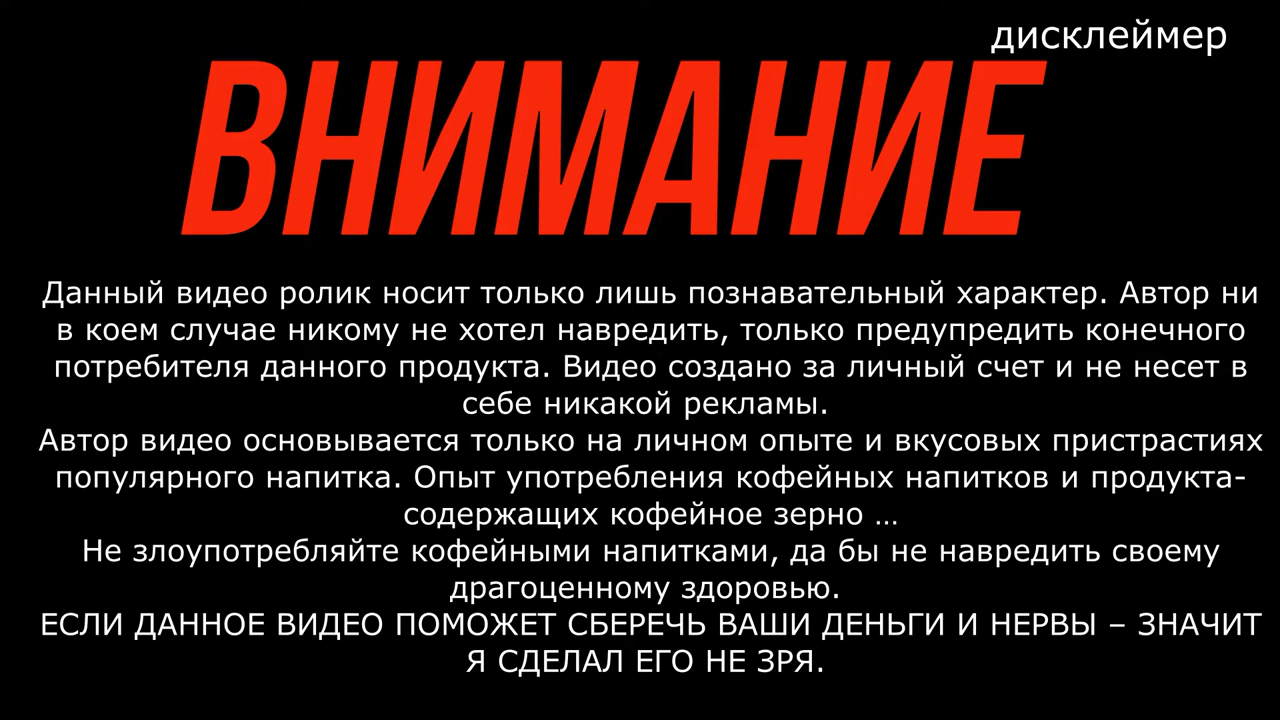 дисклеймер
ВНИМАНИЕ
Данный видео ролик носит только лишь познавательный характер. Автор ни
в коем случае никому не хотел навредить, только предупредить конечного
потребителя данного продукта. Видео создано за личный счет и не несет в
себе никакой рекламы.
Автор видео основывается только на личном опыте и вкусовых пристрастиях
популярного напитка. Опыт употребления кофейных напитков и продукта-
содержащих кофейное зерно ...
Не злоупотребляйте кофейными напитками, да бы не навредить своему
драгоценному здоровью.
ЕСЛИ ДАННОЕ ВИДЕО ПОМОЖЕТ СБЕРЕЧЬ ВАШИ ДЕНЬГИ И НЕРВЫ – ЗНАЧИТ
Я СДЕЛАЛ ЕГО НЕ ЗРЯ.